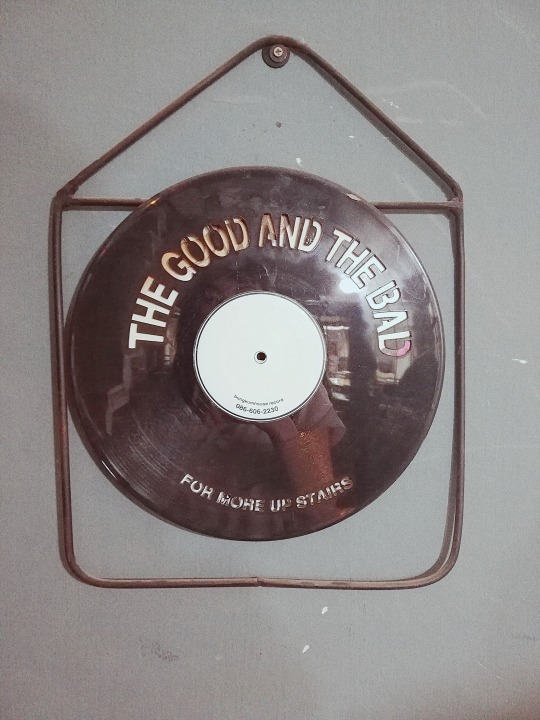 THE GOOD AND THE BAD
086-606-2230
FOR MORE UP STAIRS